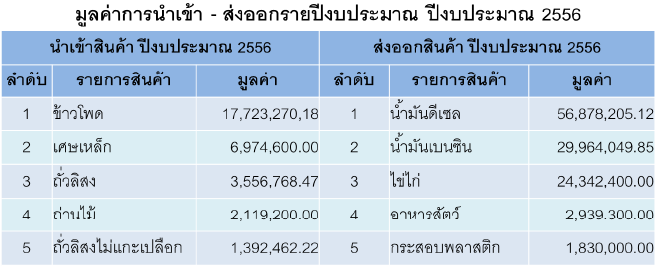 มูลค่าการนำเข้า - ส่งออกรายปีงบประมาณ ปีงบประมาณ 2556
นำเข้าสินค้า ปีงบประมาณ 2556 ส่งออกสินค้า ปีงบประมาณ 2556
ลำดับ รายการสินค้า มูลค่า ลำดับ รายการสินค้า มูลค่า
1 ข้าวโพด 17,723,270,18 1 น้ำมันดีเซล 56,878,205.12
2 เศษเหล็ก 6,974,600.00 2 น้ำมันเบนซิน 29,964,049.85
3 ถั่วลิสง 3,556,768.47 3 ไข่ไก่ 24,342,400.00
4 ถ่านไม้ 2,119,200.00 4 อาหารสัตว์ 2,939.300.00
5 ถั่วลิสงไม่แกะเปลือก 1,392,462.22 5 กระสอบพลาสติก 1,830,000.00